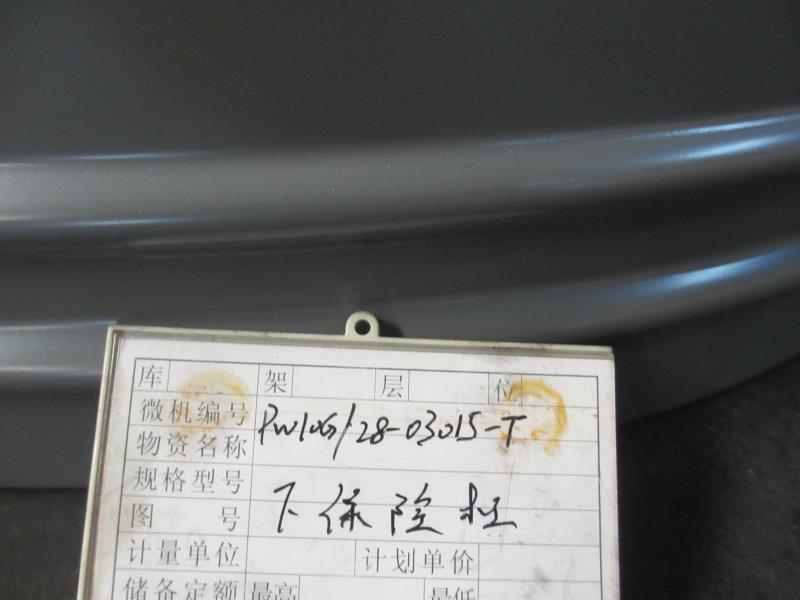 库 架 层 位
微机编号
PW10G/28-03015-T
物资名称
规格型号
下保险杠
图 号
计量单位 计划单价
储备定额 最高 最低